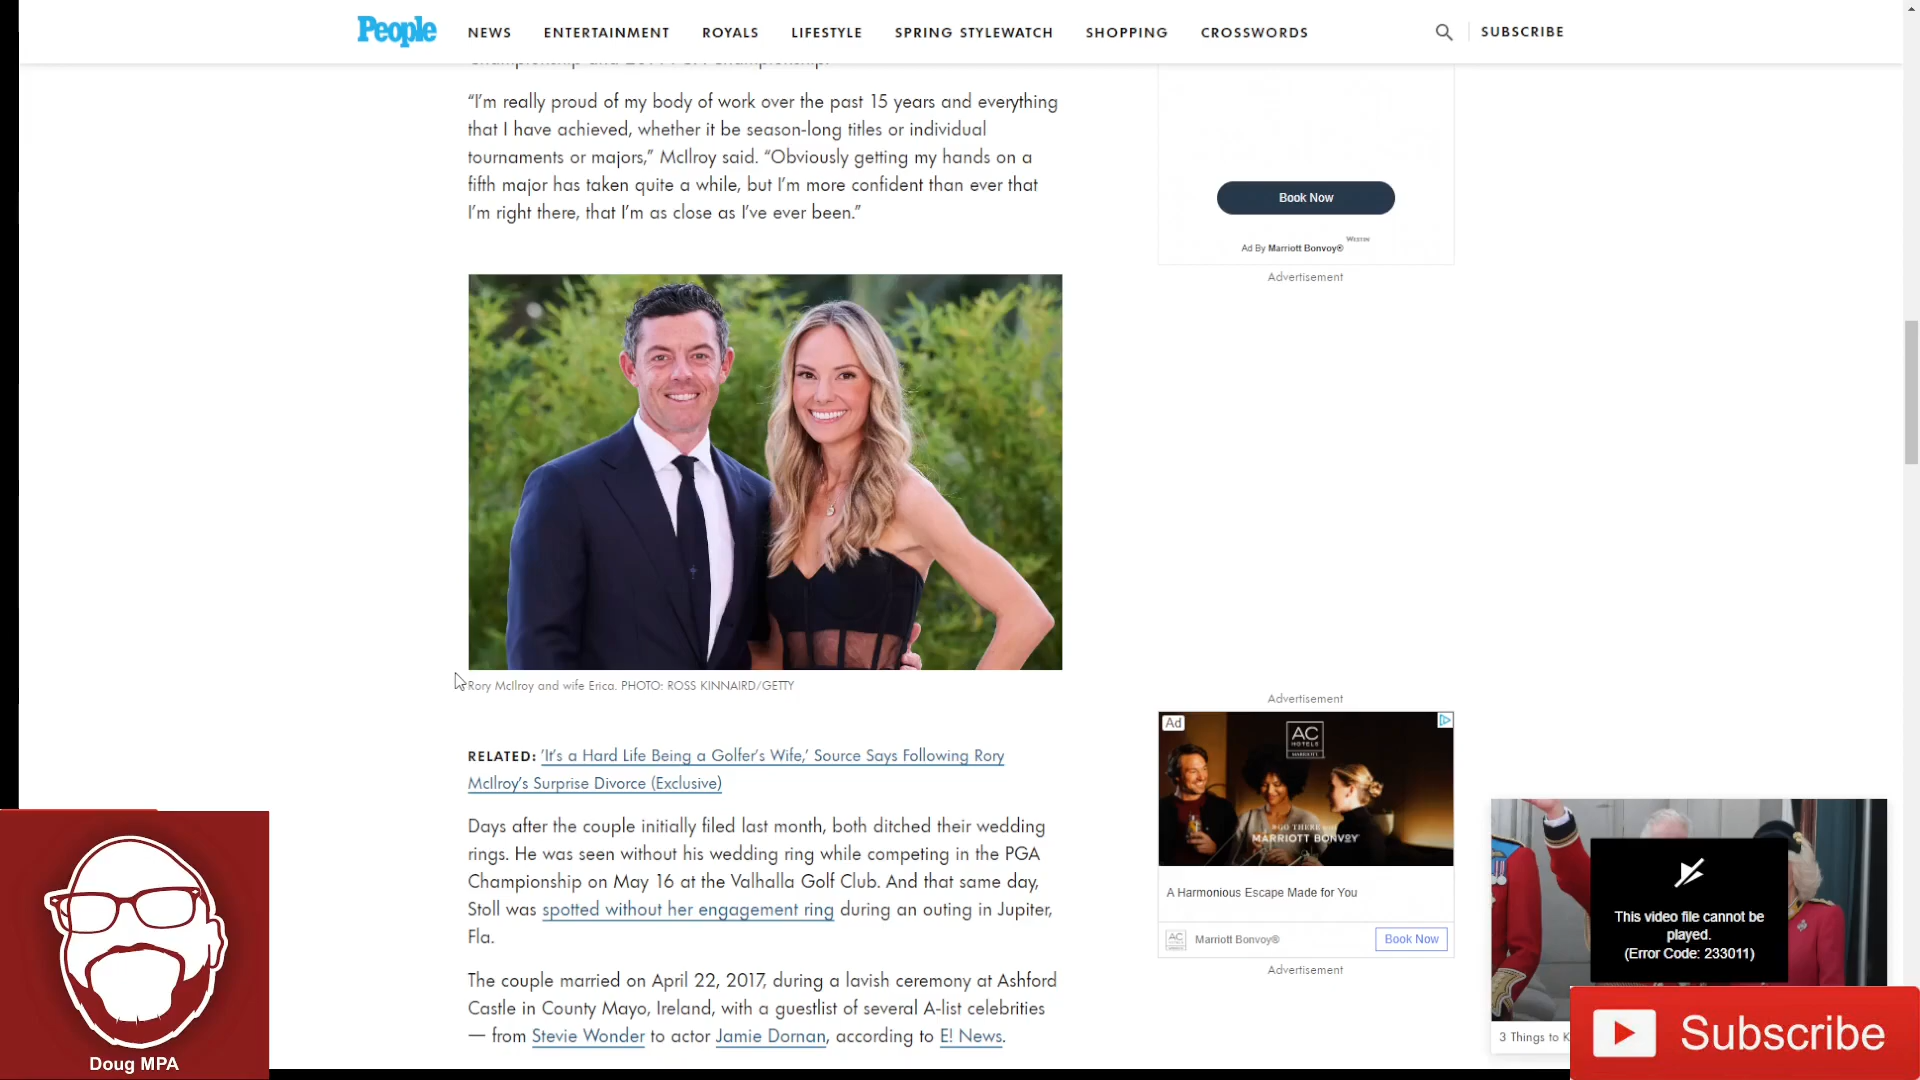 People
NEWS
ENTERTAINMENT
ROYALS
LIFESTYLE
SPRING STYLEWATCH
SHOPPING
CROSSWORDS
SUBSCRIBE
“I’m really proud of my body of work over the past 15 years and everything
that I have achieved, whether it be season-long titles or individual
tournaments or majors,” McIlroy said. “Obviously getting my hands on a
fifth major has taken quite a while, but I’m more confident than ever that
I’m right there, that I’m as close as I’ve ever been.”
Rory McIlroy and wife Erica. PHOTO: ROSS KINNAIRD/GETTY
RELATED: ‘It’s a Hard Life Being a Golfer’s Wife,’ Source Says Following Rory
McIlroy’s Surprise Divorce (Exclusive)
Days after the couple initially filed last month, both ditched their wedding
rings. He was seen without his wedding ring while competing in the PGA
Championship on May 16 at the Valhalla Golf Club. And that same day,
Stoll was spotted without her engagement ring during an outing in Jupiter,
Fla.
The couple married on April 22, 2017, during a lavish ceremony at Ashford
Castle in County Mayo, Ireland, with a guestlist of several A-list celebrities
— from Stevie Wonder to actor Jamie Dornan, according to E! News.
Book Now
Ad By Marriott Bonvoy®
WESTIN
Advertisement
Advertisement
Ad
AC
HOTELS
MARRIOTT
MARRIOTT BONVOY
A Harmonious Escape Made for You
AC
Marriott Bonvoy®
Book Now
Advertisement
This video file cannot be
played.
(Error Code: 233011)
3 Things to K
Subscribe
Doug MPA